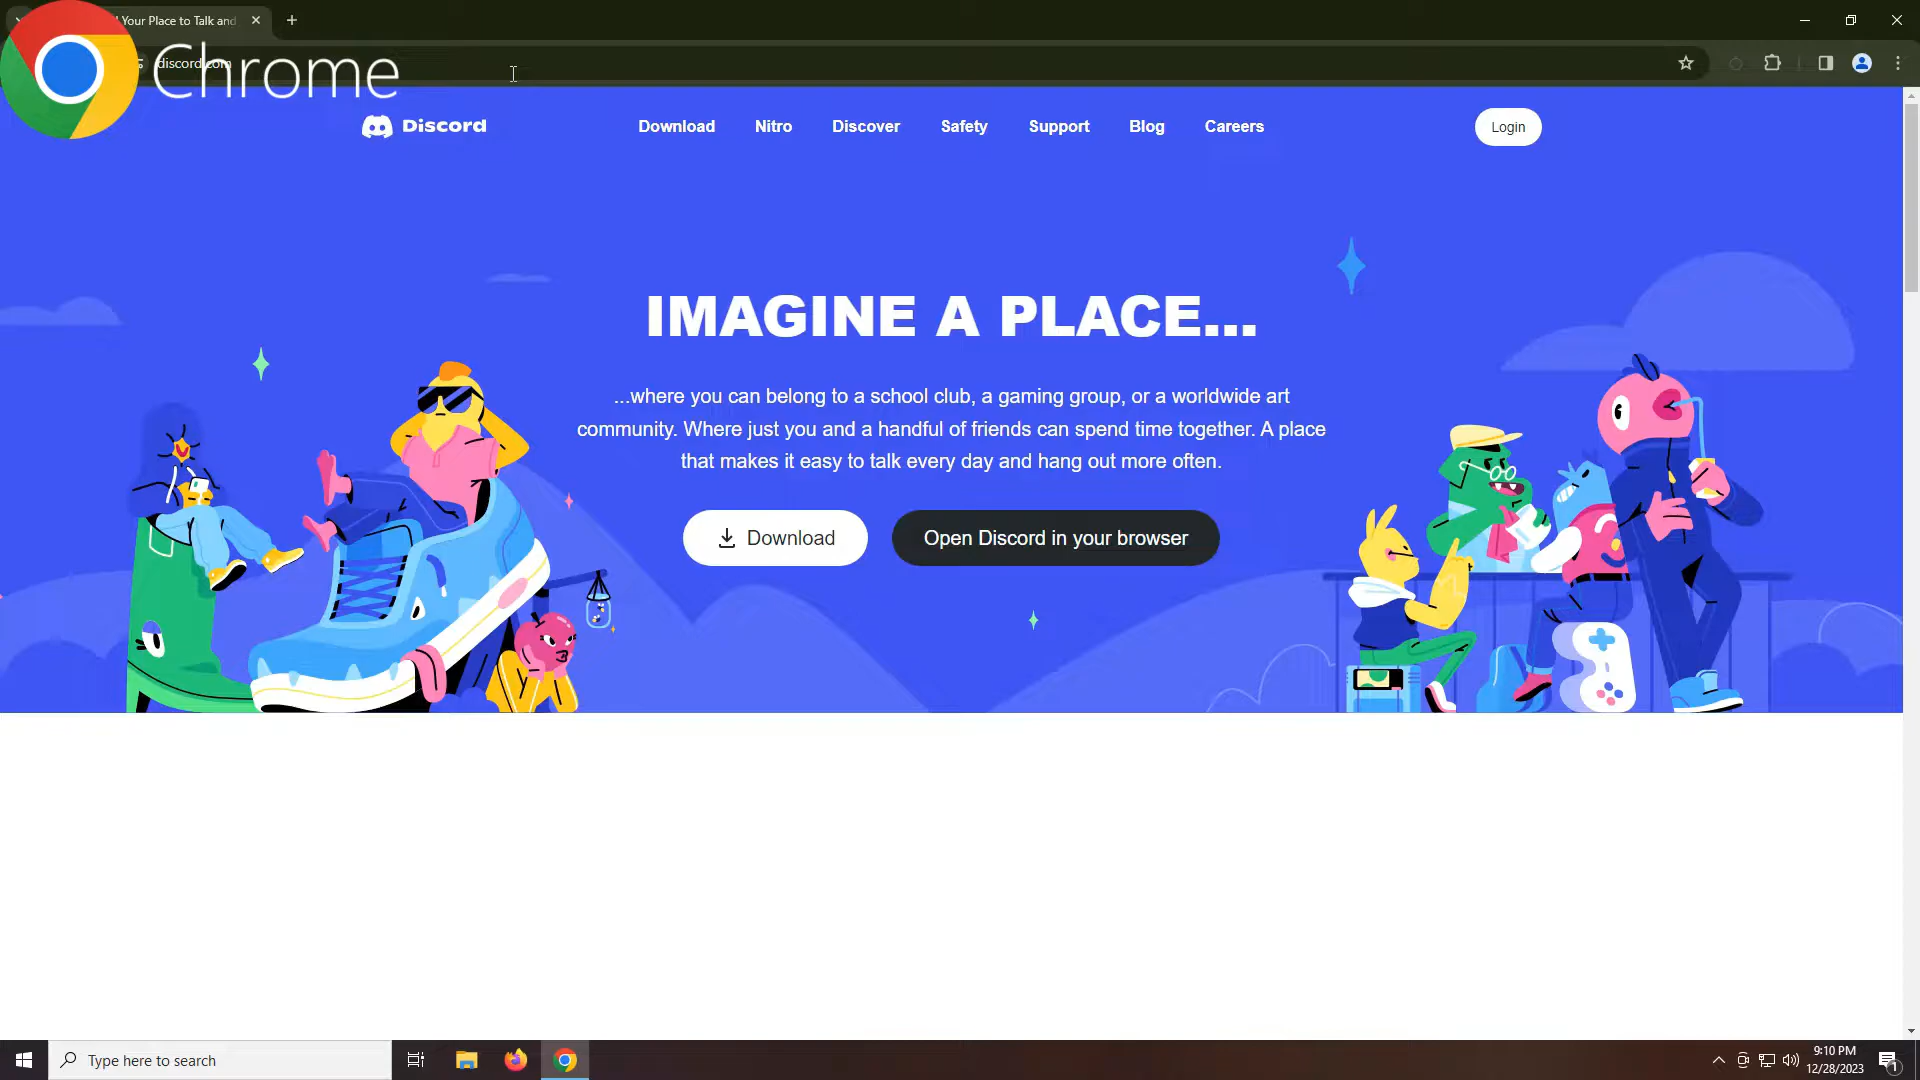 Your Place to Talk and
Chrome
discord.com
Discord
Download
Nitro
Discover
Safety
Support
Blog
Careers
Login
IMAGINE A PLACE...
...where you can belong to a school club, a gaming group, or a worldwide art
community. Where just you and a handful of friends can spend time together. A place
that makes it easy to talk every day and hang out more often.
Download
Open Discord in your browser
Type here to search
9:10 PM
12/28/2023
1